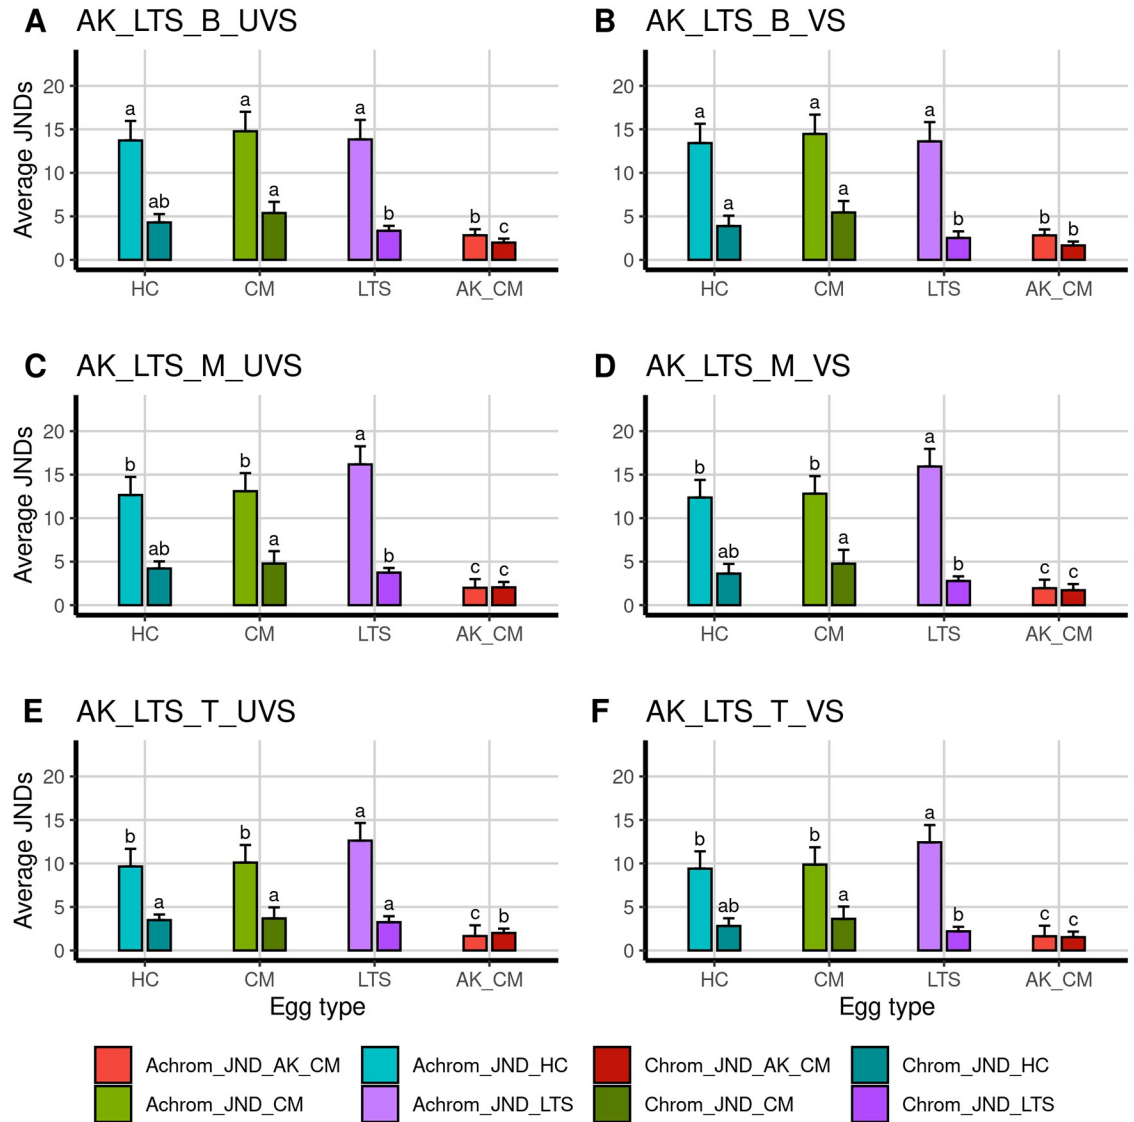 A AK_LTS_B_UVS
Average JNDs
20
15
10
5
0
a
ab
a
a
a
b
b
c
HC CM LTS AK_CM
B AK_LTS_B_VS
20
15
10
5
0
a
a
a
a
a
b
b
b
HC CM LTS AK_CM
C AK_LTS_M_UVS
Average JNDs
20
15
10
5
0
b
ab
b
a
a
b
c
c
HC CM LTS AK_CM
D AK_LTS_M_VS
20
15
10
5
0
b
ab
b
a
a
b
c
c
HC CM LTS AK_CM
E AK_LTS_T_UVS
Average JNDs
20
15
10
5
0
b
a
b
a
a
a
c
b
HC CM LTS AK_CM
Egg type
F AK_LTS_T_VS
20
15
10
5
0
b
ab
b
a
a
b
c
c
HC CM LTS AK_CM
Egg type
Achrom_JND_AK_CM Achrom_JND_HC Chrom_JND_AK_CM Chrom_JND_HC
Achrom_JND_CM Achrom_JND_LTS Chrom_JND_CM Chrom_JND_LTS